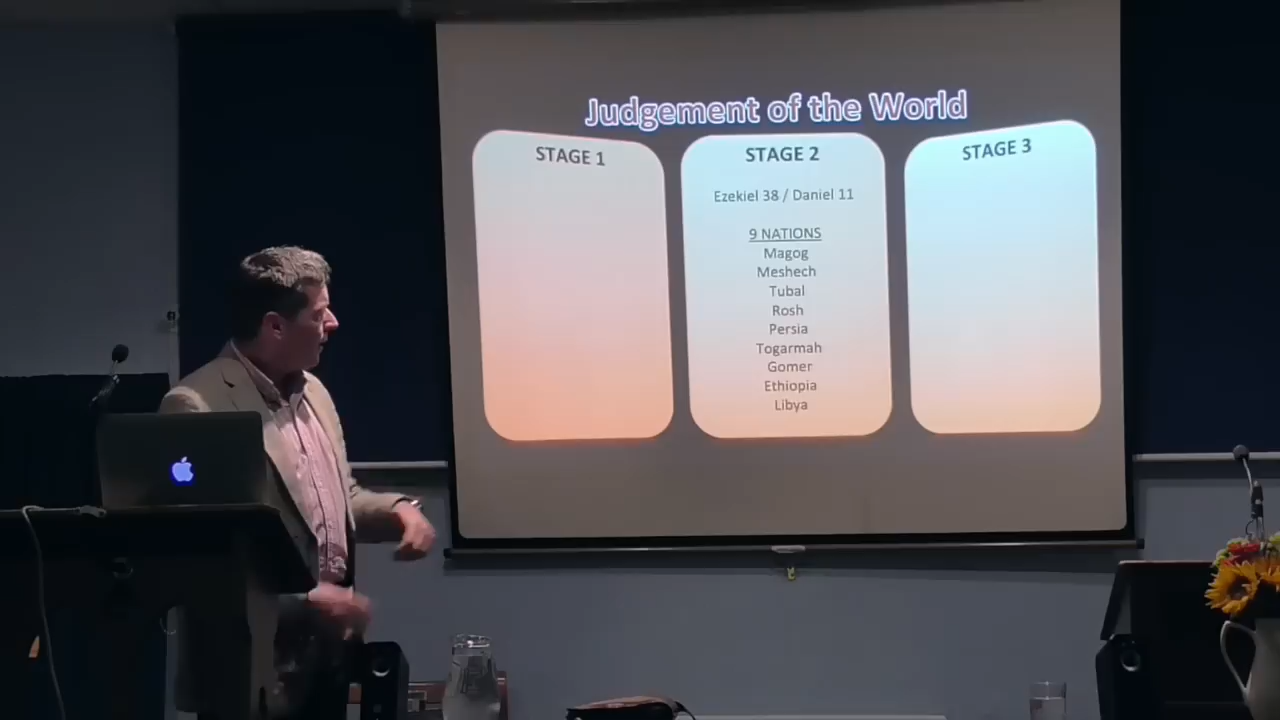 Judgement of the World
STAGE 1
STAGE 2
Ezekiel 38 / Daniel 11
9 NATIONS
Magog
Meshech
Tubal
Rosh
Persia
Togarmah
Gomer
Ethiopia
Libya
STAGE 3